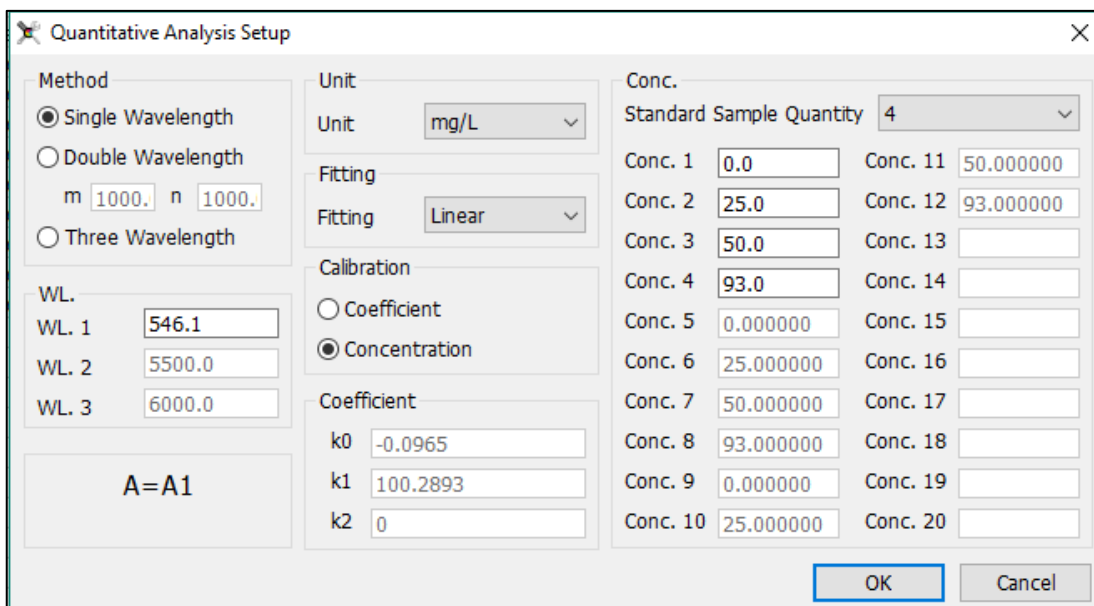 Quantitative Analysis Setup
Method
Single Wavelength
Double Wavelength
m 1000. n 1000.
Three Wavelength
WL.
WL. 1 546.1
WL. 2 5500.0
WL. 3 6000.0
A=A1
Unit
Unit mg/L
Fitting
Fitting Linear
Calibration
Coefficient
Concentration
Coefficient
k0 -0.0965
k1 100.2893
k2 0
Conc.
Standard Sample Quantity 4
Conc. 1 0.0 Conc. 11 50.000000
Conc. 2 25.0 Conc. 12 93.000000
Conc. 3 50.0 Conc. 13
Conc. 4 93.0 Conc. 14
Conc. 5 0.000000 Conc. 15
Conc. 6 25.000000 Conc. 16
Conc. 7 50.000000 Conc. 17
Conc. 8 93.000000 Conc. 18
Conc. 9 0.000000 Conc. 19
Conc. 10 25.000000 Conc. 20
OK Cancel